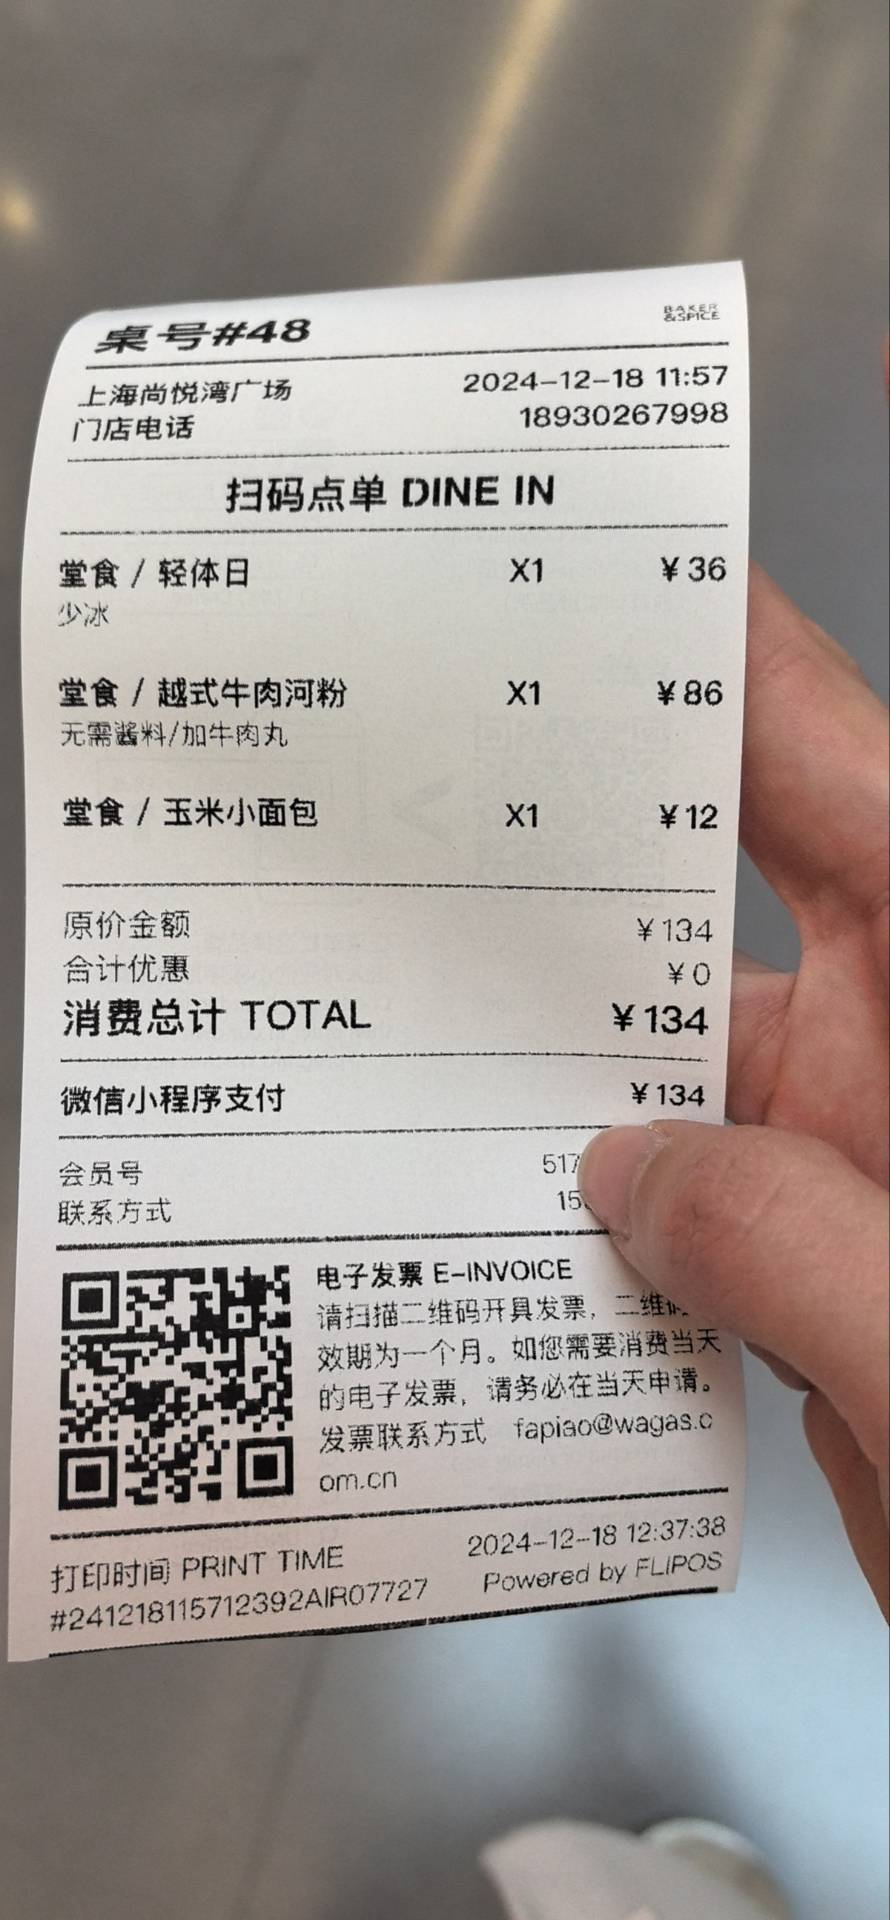 桌号#48
BAKER
&SPICE
上海尚悦湾广场 2024-12-18 11:57
门店电话 18930267998
扫码点单 DINE IN
堂食 / 轻体日 X1 ¥36
少冰
堂食 / 越式牛肉河粉 X1 ¥86
无需酱料/加牛肉丸
堂食 / 玉米小面包 X1 ¥12
原价金额 ¥134
合计优惠 ¥0
消费总计 TOTAL ¥134
微信小程序支付 ¥134
会员号 517
联系方式 15
电子发票 E-INVOICE
请扫描二维码开具发票，二维
效期为一个月。如您需要消费当天
的电子发票，请务必在当天申请。
发票联系方式 fapiao@wagas.c
om.cn
打印时间 PRINT TIME 2024-12-18 12:37:38
#241218115712392AIR07727 Powered by FLIPOS